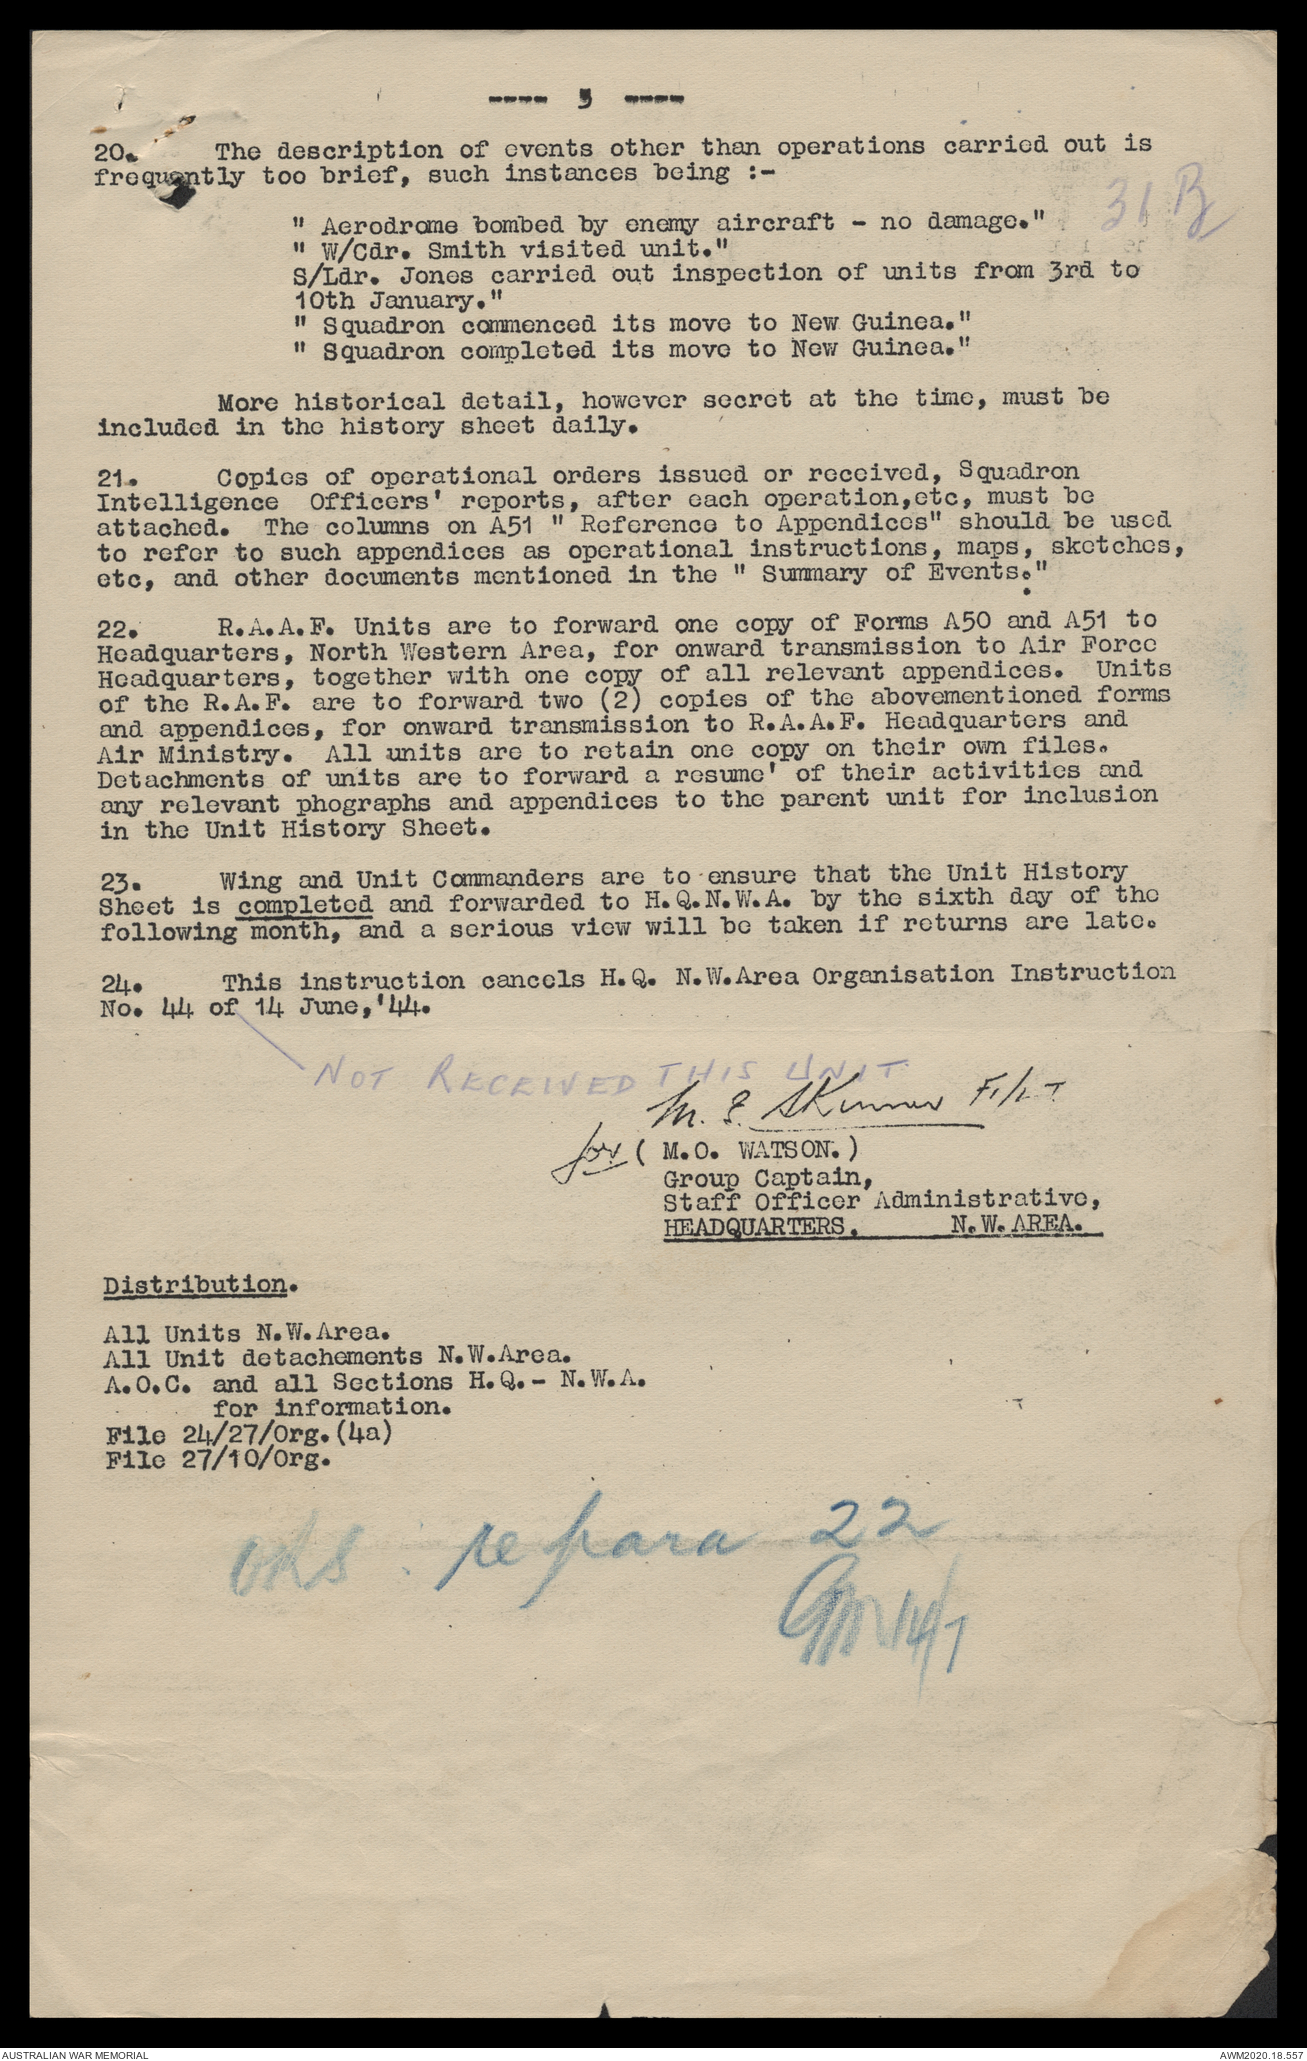 ---- 3 ----
31 B
20.      The description of events other than operations carried out is
frequently too brief, such instances being :-
" Aerodrome bombed by enemy aircraft - no damage."
" W/Cdr. Smith visited unit."
S/Ldr. Jones carried out inspection of units from 3rd to
10th January."
" Squadron commenced its move to New Guinea."
" Squadron completed its move to New Guinea."
More historical detail, however secret at the time, must be
included in the history sheet daily.
21.      Copies of operational orders issued or received, Squadron
Intelligence Officers' reports, after each operation,etc, must be
attached.  The columns on A51 " Reference to Appendices" should be used
to refer to such appendices as operational instructions, maps, sketches,
etc, and other documents mentioned in the " Summary of Events."
22.      R.A.A.F. Units are to forward one copy of Forms A50 and A51 to
Headquarters, North Western Area, for onward transmission to Air Force
Headquarters, together with one copy of all relevant appendices.  Units
of the R.A.F. are to forward two (2) copies of the abovementioned forms
and appendices, for onward transmission to R.A.A.F. Headquarters and
Air Ministry.  All units are to retain one copy on their own files.
Detachments of units are to forward a resume' of their activities and
any relevant phographs and appendices to the parent unit for inclusion
in the Unit History Sheet.
23.      Wing and Unit Commanders are to ensure that the Unit History
Sheet is completed and forwarded to H.Q.N.W.A. by the sixth day of the
following month, and a serious view will be taken if returns are late.
24.      This instruction cancels H.Q. N.W.Area Organisation Instruction
No. 44 of 14 June,'44.
NOT RECEIVED THIS UNIT
M. E. Skinner F/Lt
for ( M.O. WATSON. )
Group Captain,
Staff Officer Administrative,
HEADQUARTERS.      N.W. AREA.
Distribution.
All Units N.W.Area.
All Unit detachements N.W.Area.
A.O.C. and all Sections H.Q.- N.W.A.
for information.
File 24/27/Org.(4a)
File 27/10/Org.
re para 22
14/7
AUSTRALIAN WAR MEMORIAL
AWM2020.18.557